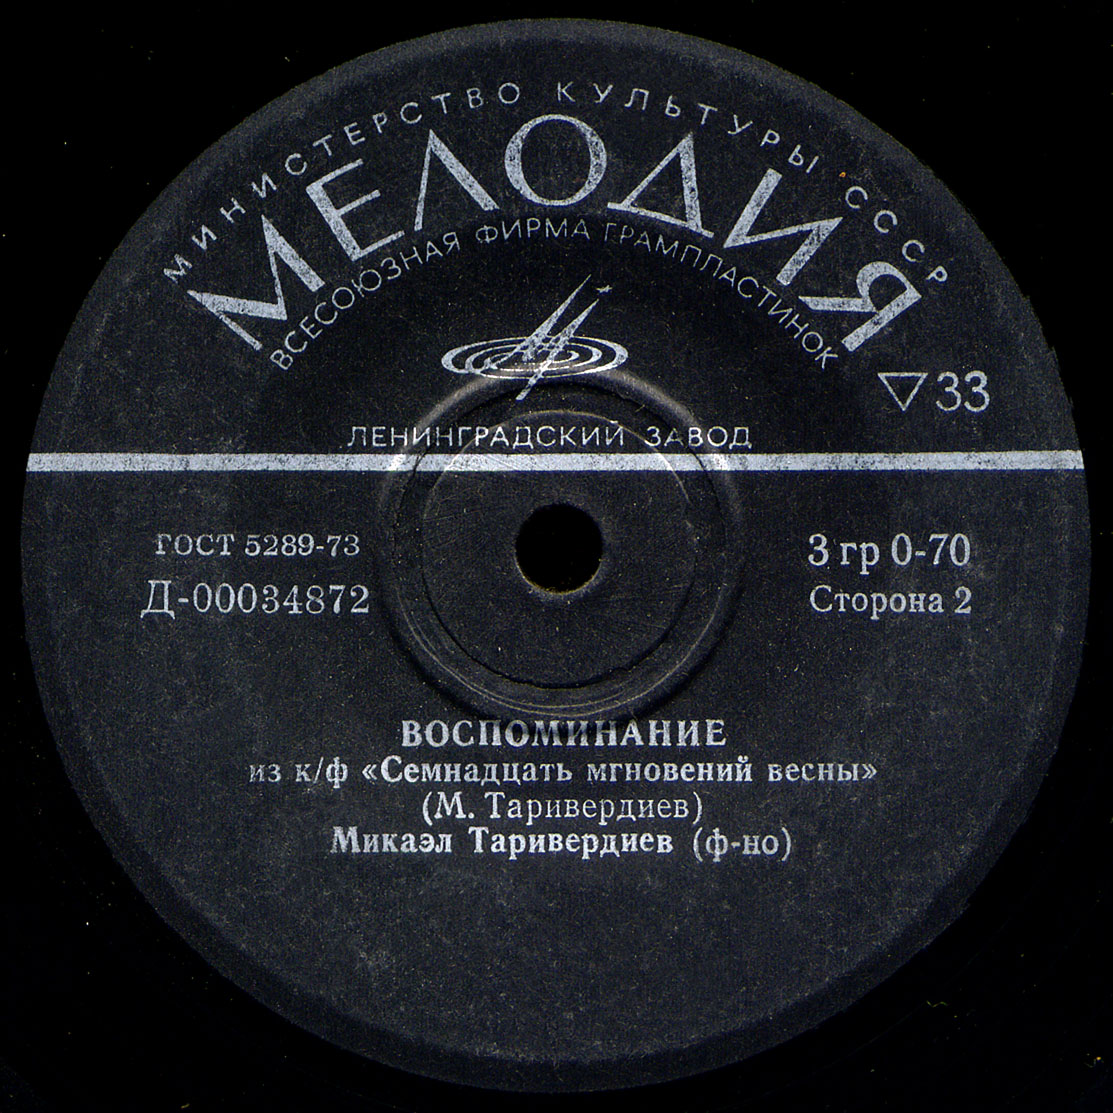 МИНИСТЕРСТВО КУЛЬТУРЫ СССР
МЕЛОДИЯ
ВСЕСОЮЗНАЯ ФИРМА ГРАМПЛАСТИНОК
▽33
ЛЕНИНГРАДСКИЙ ЗАВОД
ГОСТ 5289-73
3 гр 0-70
Д-00034872
Сторона 2
ВОСПОМИНАНИЕ
из к/ф «Семнадцать мгновений весны»
(М. Таривердиев)
Микаэл Таривердиев (ф-но)